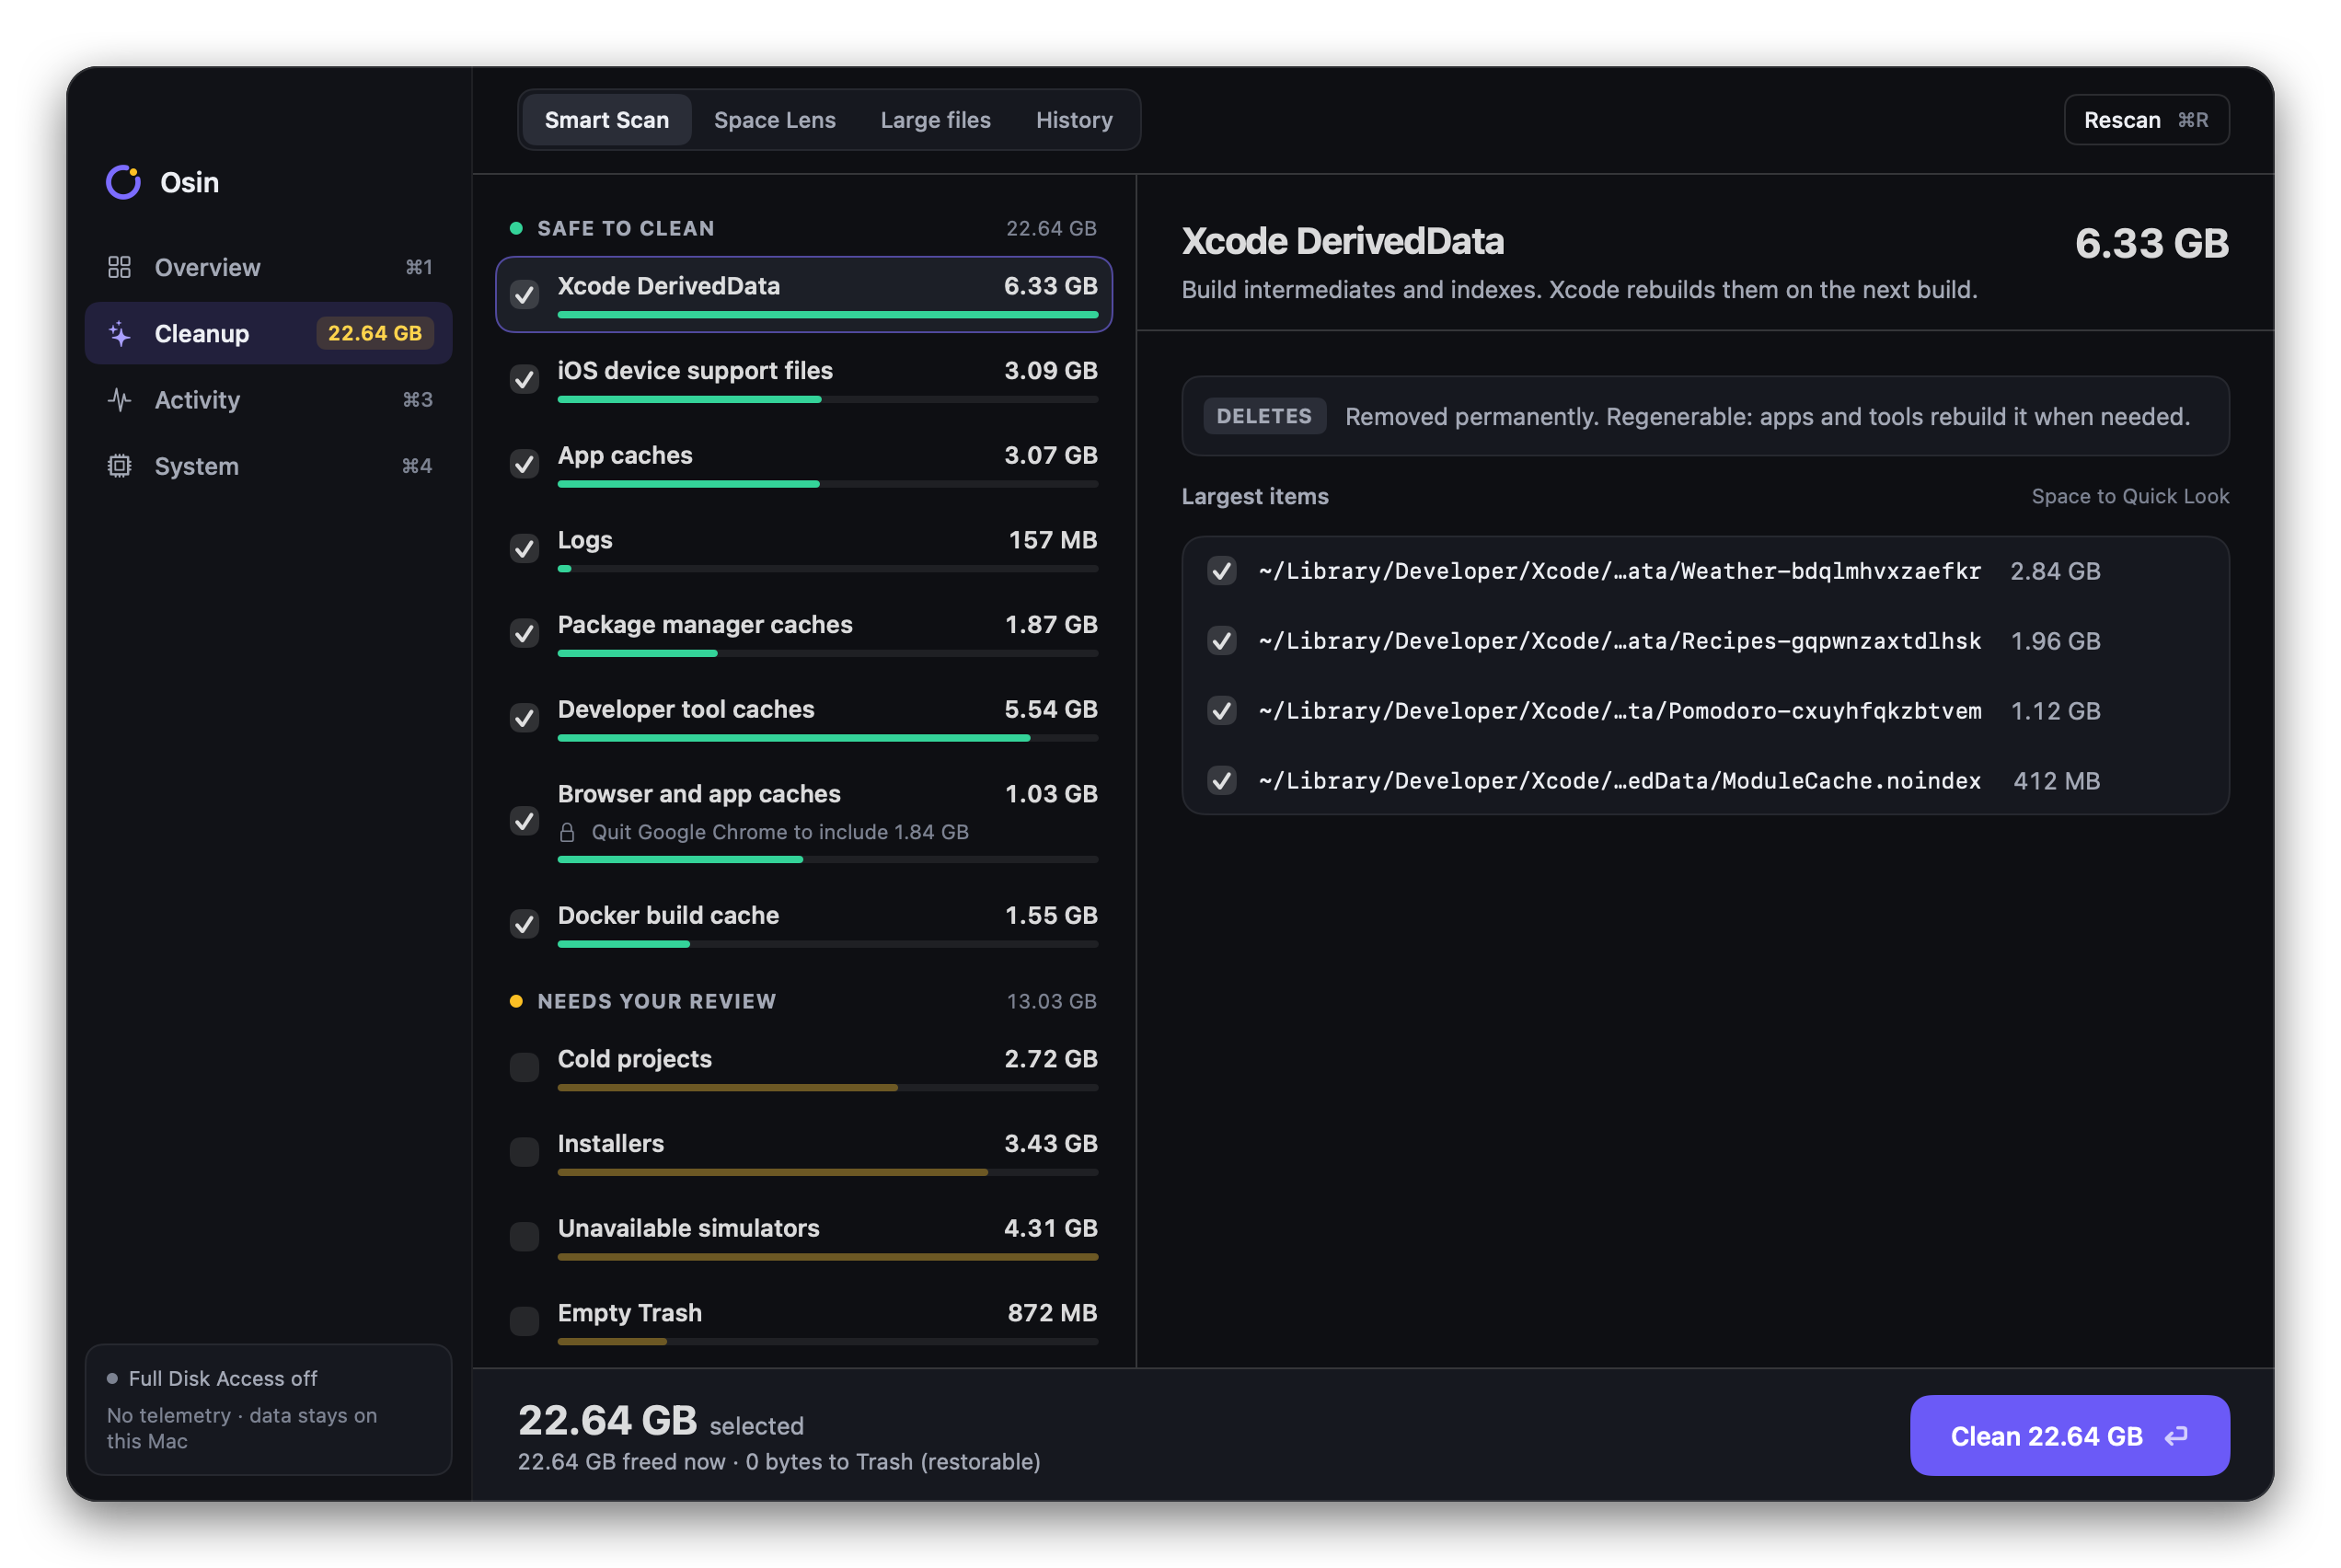 Osin
Overview ⌘1
Cleanup 22.64 GB
Activity ⌘3
System ⌘4
Full Disk Access off
No telemetry · data stays on
this Mac
Smart Scan Space Lens Large files History
Rescan ⌘R
SAFE TO CLEAN 22.64 GB
Xcode DerivedData 6.33 GB
iOS device support files 3.09 GB
App caches 3.07 GB
Logs 157 MB
Package manager caches 1.87 GB
Developer tool caches 5.54 GB
Browser and app caches 1.03 GB
Quit Google Chrome to include 1.84 GB
Docker build cache 1.55 GB
NEEDS YOUR REVIEW 13.03 GB
Cold projects 2.72 GB
Installers 3.43 GB
Unavailable simulators 4.31 GB
Empty Trash 872 MB
Xcode DerivedData 6.33 GB
Build intermediates and indexes. Xcode rebuilds them on the next build.
DELETES Removed permanently. Regenerable: apps and tools rebuild it when needed.
Largest items Space to Quick Look
~/Library/Developer/Xcode/…ata/Weather-bdqlmhvxzaefkr 2.84 GB
~/Library/Developer/Xcode/…ata/Recipes-gqpwnzaxtdlhsk 1.96 GB
~/Library/Developer/Xcode/…ta/Pomodoro-cxuyhfqkzbtvem 1.12 GB
~/Library/Developer/Xcode/…edData/ModuleCache.noindex 412 MB
22.64 GB selected
22.64 GB freed now · 0 bytes to Trash (restorable)
Clean 22.64 GB